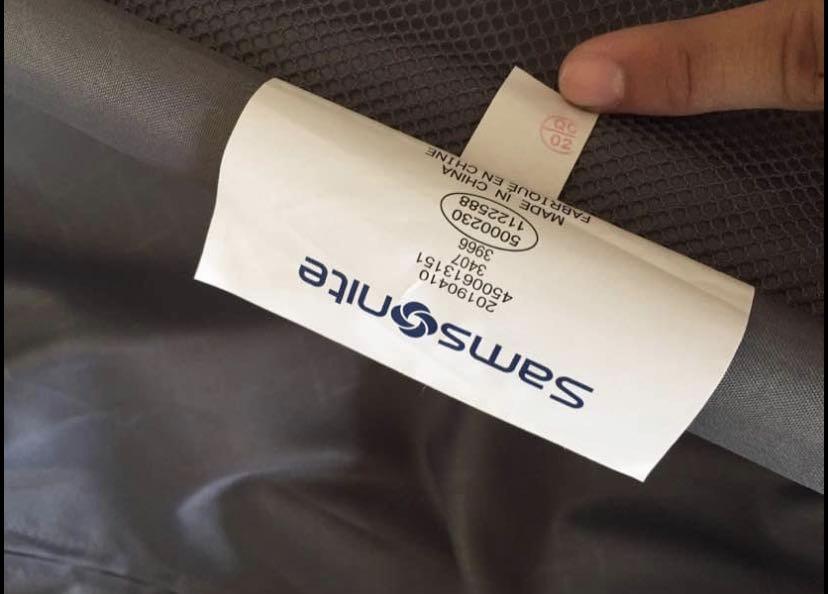 Samsonite
20190410
4500613151
3407
3966
5000230
1122588
MADE IN CHINA
FABRIQUÉ EN CHINE
QC
02